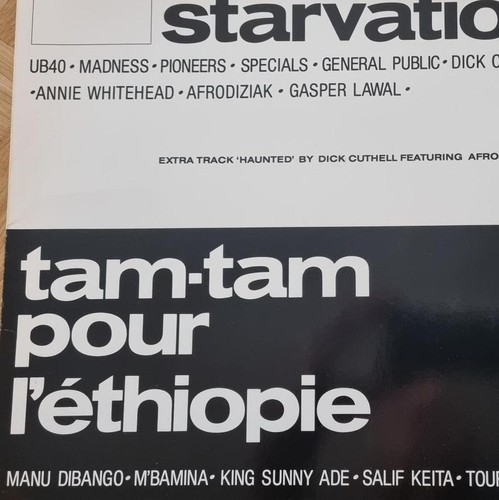 starvatio
UB40 • MADNESS • PIONEERS • SPECIALS • GENERAL PUBLIC • DICK C
•ANNIE WHITEHEAD • AFRODIZIAK • GASPER LAWAL •
EXTRA TRACK 'HAUNTED' BY DICK CUTHELL FEATURING AFRO
tam-tam
pour
l'éthiopie
MANU DIBANGO • M'BAMINA • KING SUNNY ADE • SALIF KEITA • TOU